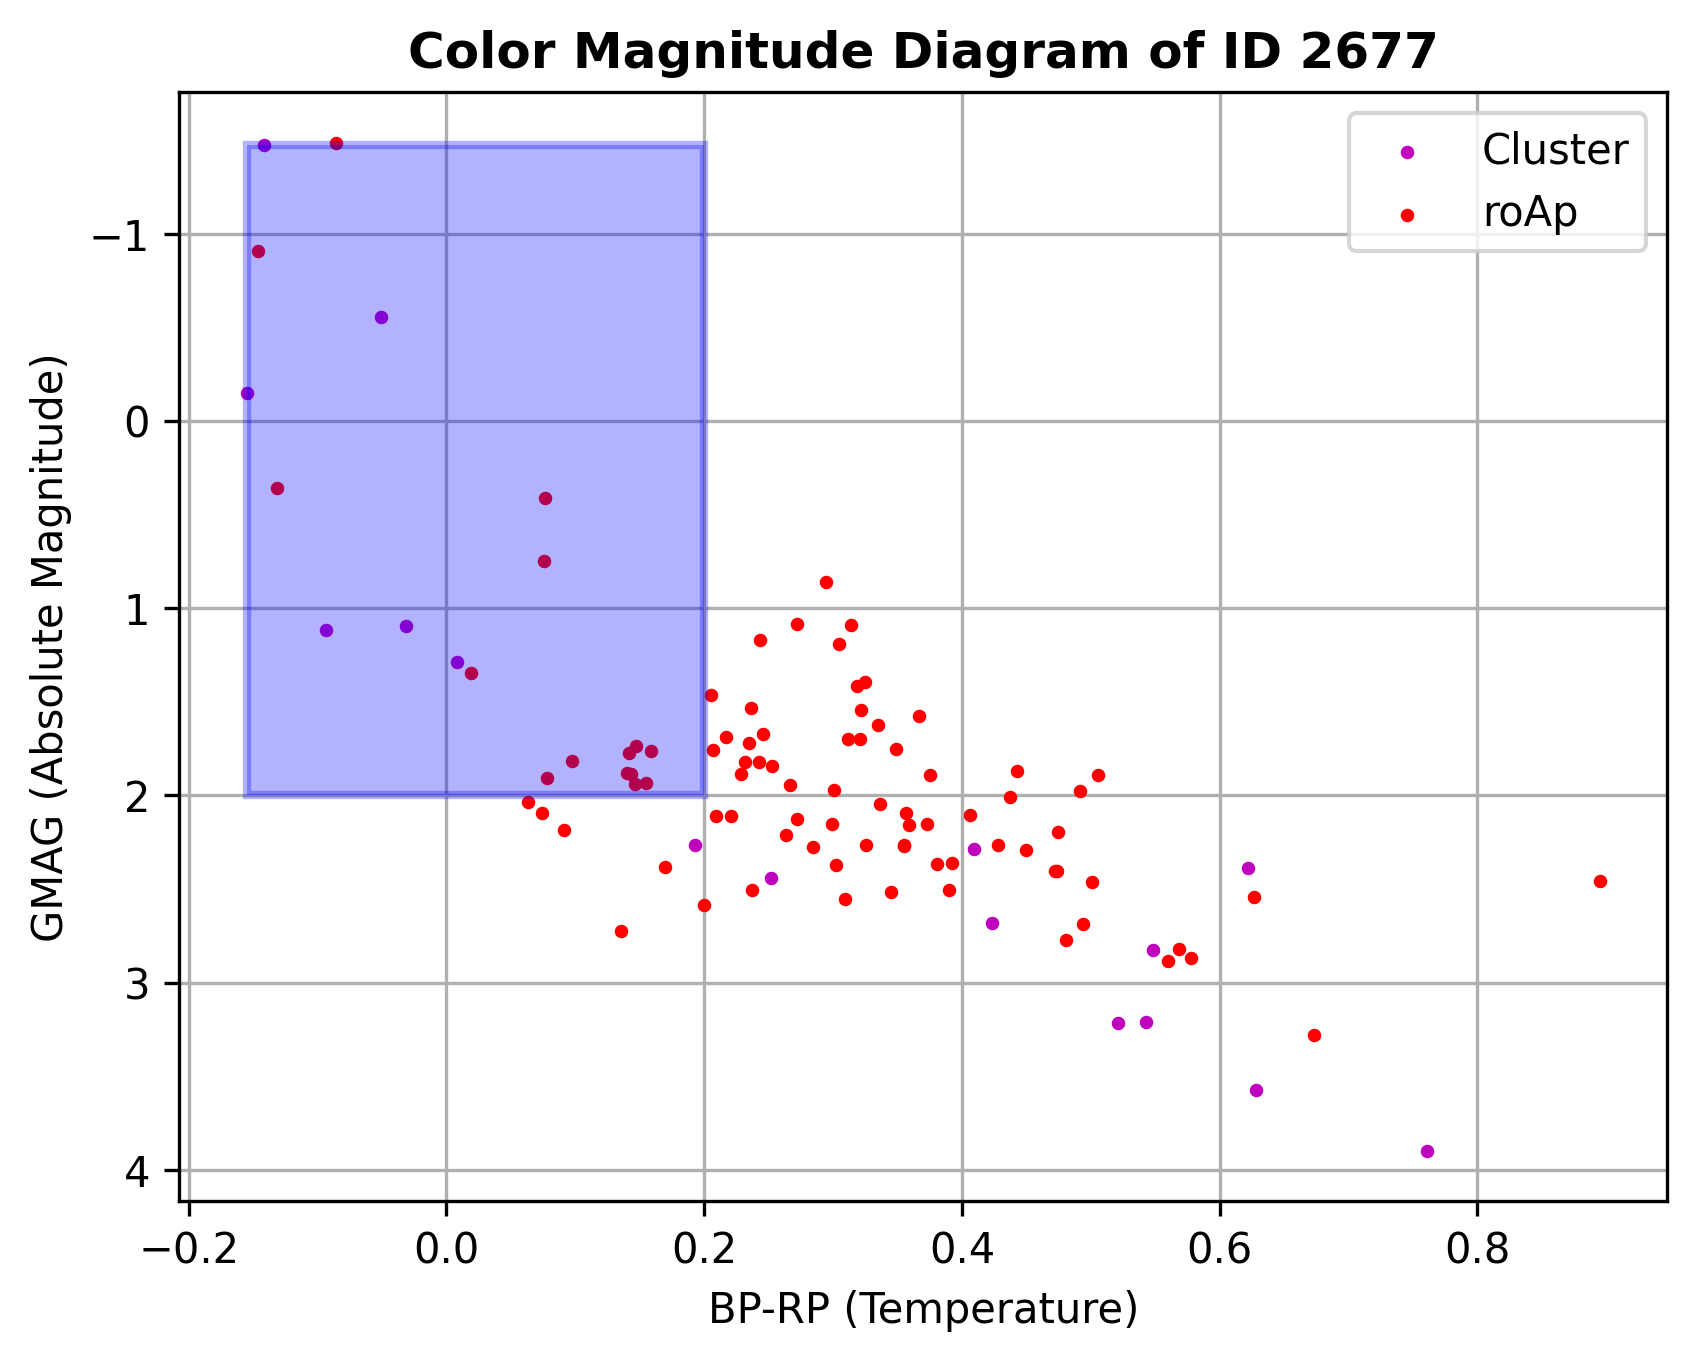 Color Magnitude Diagram of ID 2677
Cluster
roAp
GMAG (Absolute Magnitude)
−1
0
1
2
3
4
−0.2 0.0 0.2 0.4 0.6 0.8
BP-RP (Temperature)